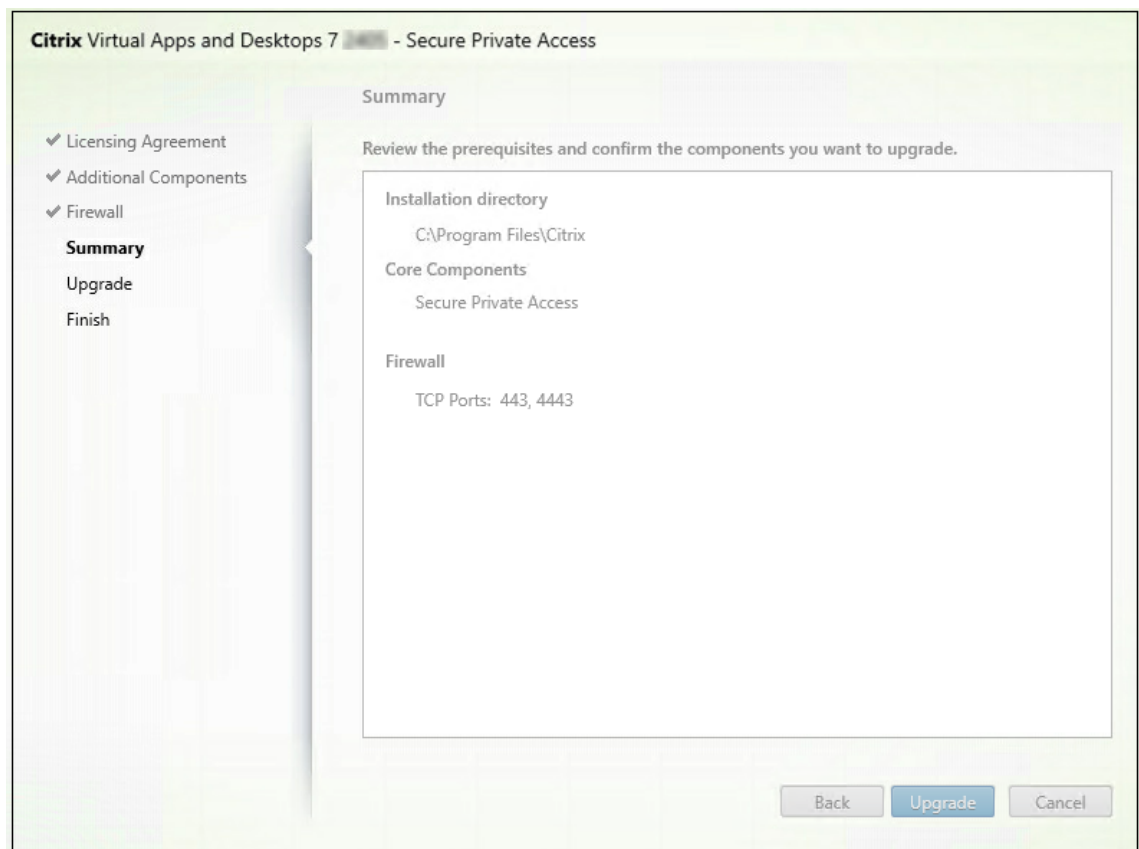 Citrix Virtual Apps and Desktops 7 - Secure Private Access
Summary
Licensing Agreement
Additional Components
Firewall
Summary
Upgrade
Finish
Review the prerequisites and confirm the components you want to upgrade.
Installation directory
C:\Program Files\Citrix
Core Components
Secure Private Access
Firewall
TCP Ports: 443, 4443
Back
Upgrade
Cancel